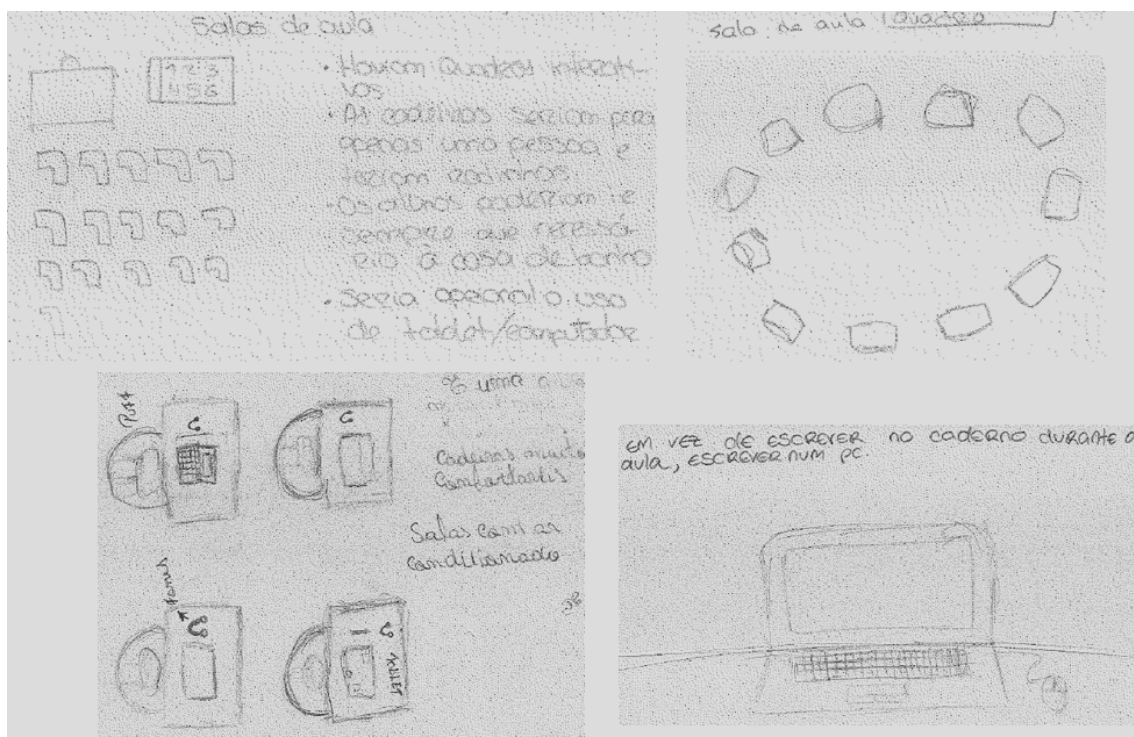 Salas de aula
1 2 3
4 5 6
• Haviam Quadros interati-
vos
• As cadeiras seriam para
apenas uma pessoa e
teriam rodinhas.
• Os alunos poderiam ir
sempre que necessá-
rio à casa de banho
• Seria opcional o uso
de tablet/computador
sala de aula Quadro
Puff
É uma
Cadeiras muito
Confortáveis
Salas com ar
condicionado
EM VEZ DE ESCREVER no caderno durante a
aula, ESCREVER num pc.